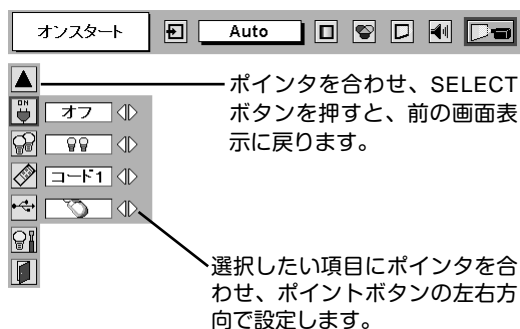 オンスタート
Auto
ポインタを合わせ、SELECT
ボタンを押すと、前の画面表
示に戻ります。
ON
オフ
コード1
選択したい項目にポインタを合
わせ、ポイントボタンの左右方
向で設定します。